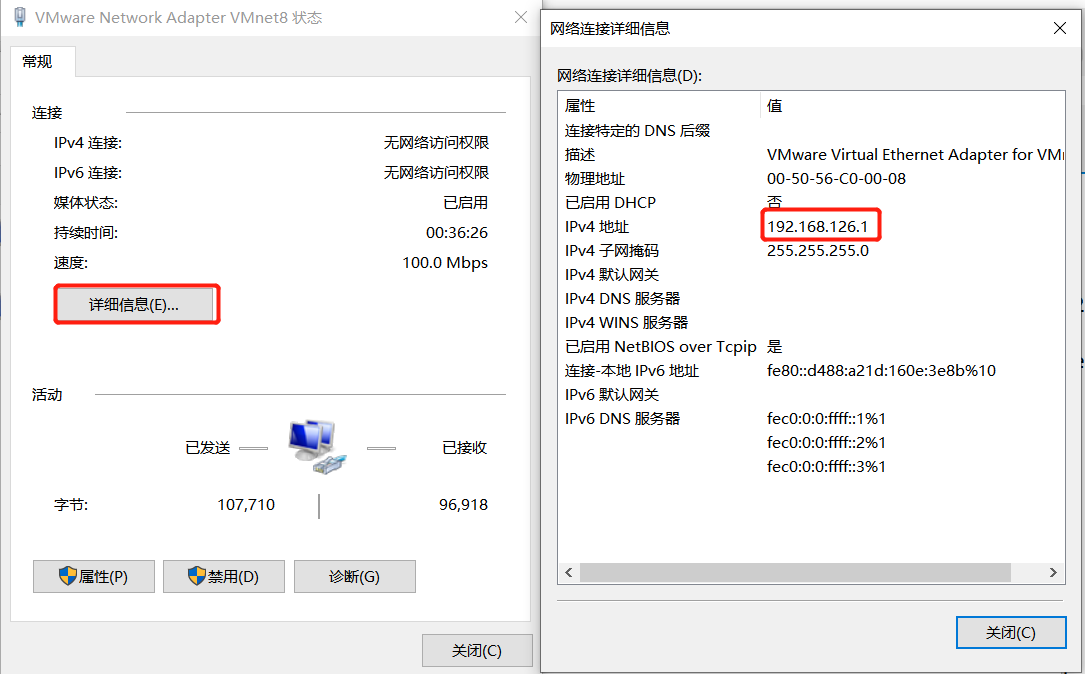 VMware Network Adapter VMnet8 状态
常规
连接
IPv4 连接: 无网络访问权限
IPv6 连接: 无网络访问权限
媒体状态: 已启用
持续时间: 00:36:26
速度: 100.0 Mbps
详细信息(E)...
活动
已发送 已接收
字节: 107,710 96,918
属性(P) 禁用(D) 诊断(G)
关闭(C)
网络连接详细信息
网络连接详细信息(D):
属性 值
连接特定的 DNS 后缀
描述 VMware Virtual Ethernet Adapter for VM
物理地址 00-50-56-C0-00-08
已启用 DHCP 否
IPv4 地址 192.168.126.1
IPv4 子网掩码 255.255.255.0
IPv4 默认网关
IPv4 DNS 服务器
IPv4 WINS 服务器
已启用 NetBIOS over Tcpip 是
连接-本地 IPv6 地址 fe80::d488:a21d:160e:3e8b%10
IPv6 默认网关
IPv6 DNS 服务器 fec0:0:0:ffff::1%1
fec0:0:0:ffff::2%1
fec0:0:0:ffff::3%1
关闭(C)